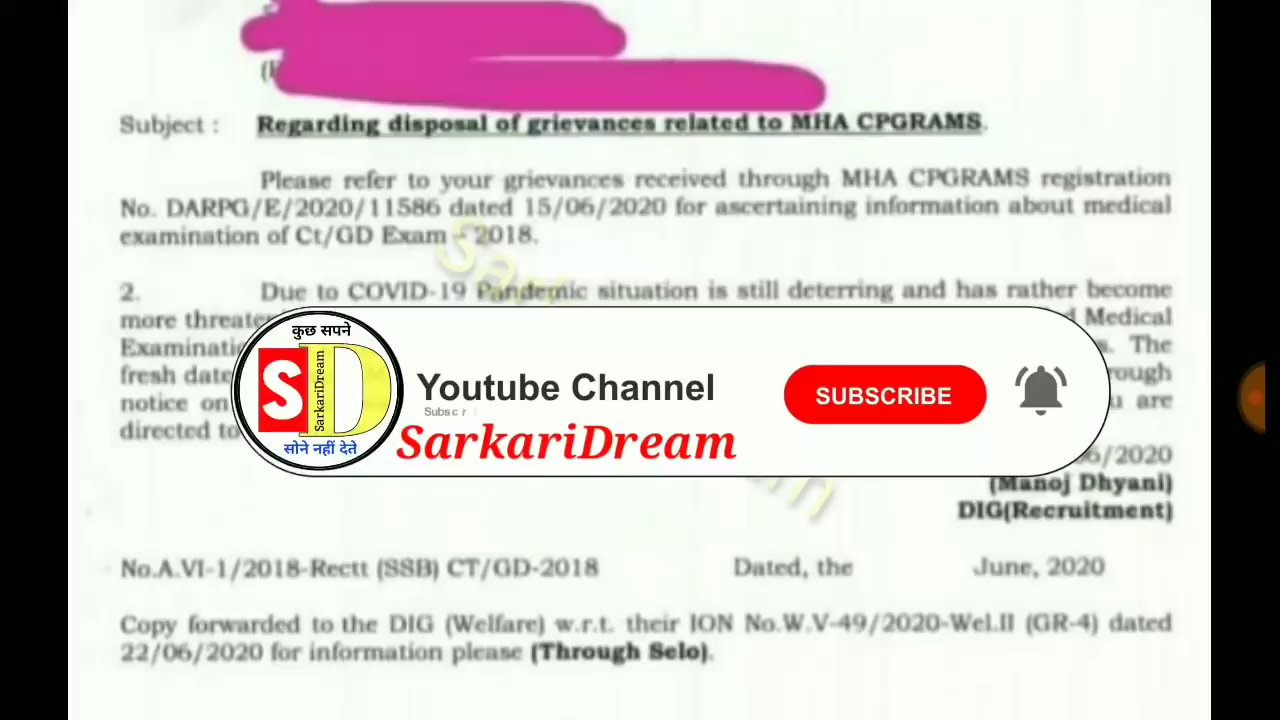 Subject : Regarding disposal of grievances related to MHA CPGRAMS.
Please refer to your grievances received through MHA CPGRAMS registration
No. DARPG/E/2020/11586 dated 15/06/2020 for ascertaining information about medical
examination of Ct/GD Exam – 2018.
2. Due to COVID-19 Pandemic situation is still deterring and has rather become
more Medical
The
fresh
notice on are
directed to
/2020
(Manoj Dhyani)
DIG(Recruitment)
कुछ सपने
SD
SarkariDream
सोने नहीं देते
Youtube Channel
SarkariDream
SUBSCRIBE
No.A.VI-1/2018-Rectt (SSB) CT/GD-2018 Dated, the June, 2020
Copy forwarded to the DIG (Welfare) w.r.t. their ION No.W.V-49/2020-Wel.II (GR-4) dated
22/06/2020 for information please (Through Selo).